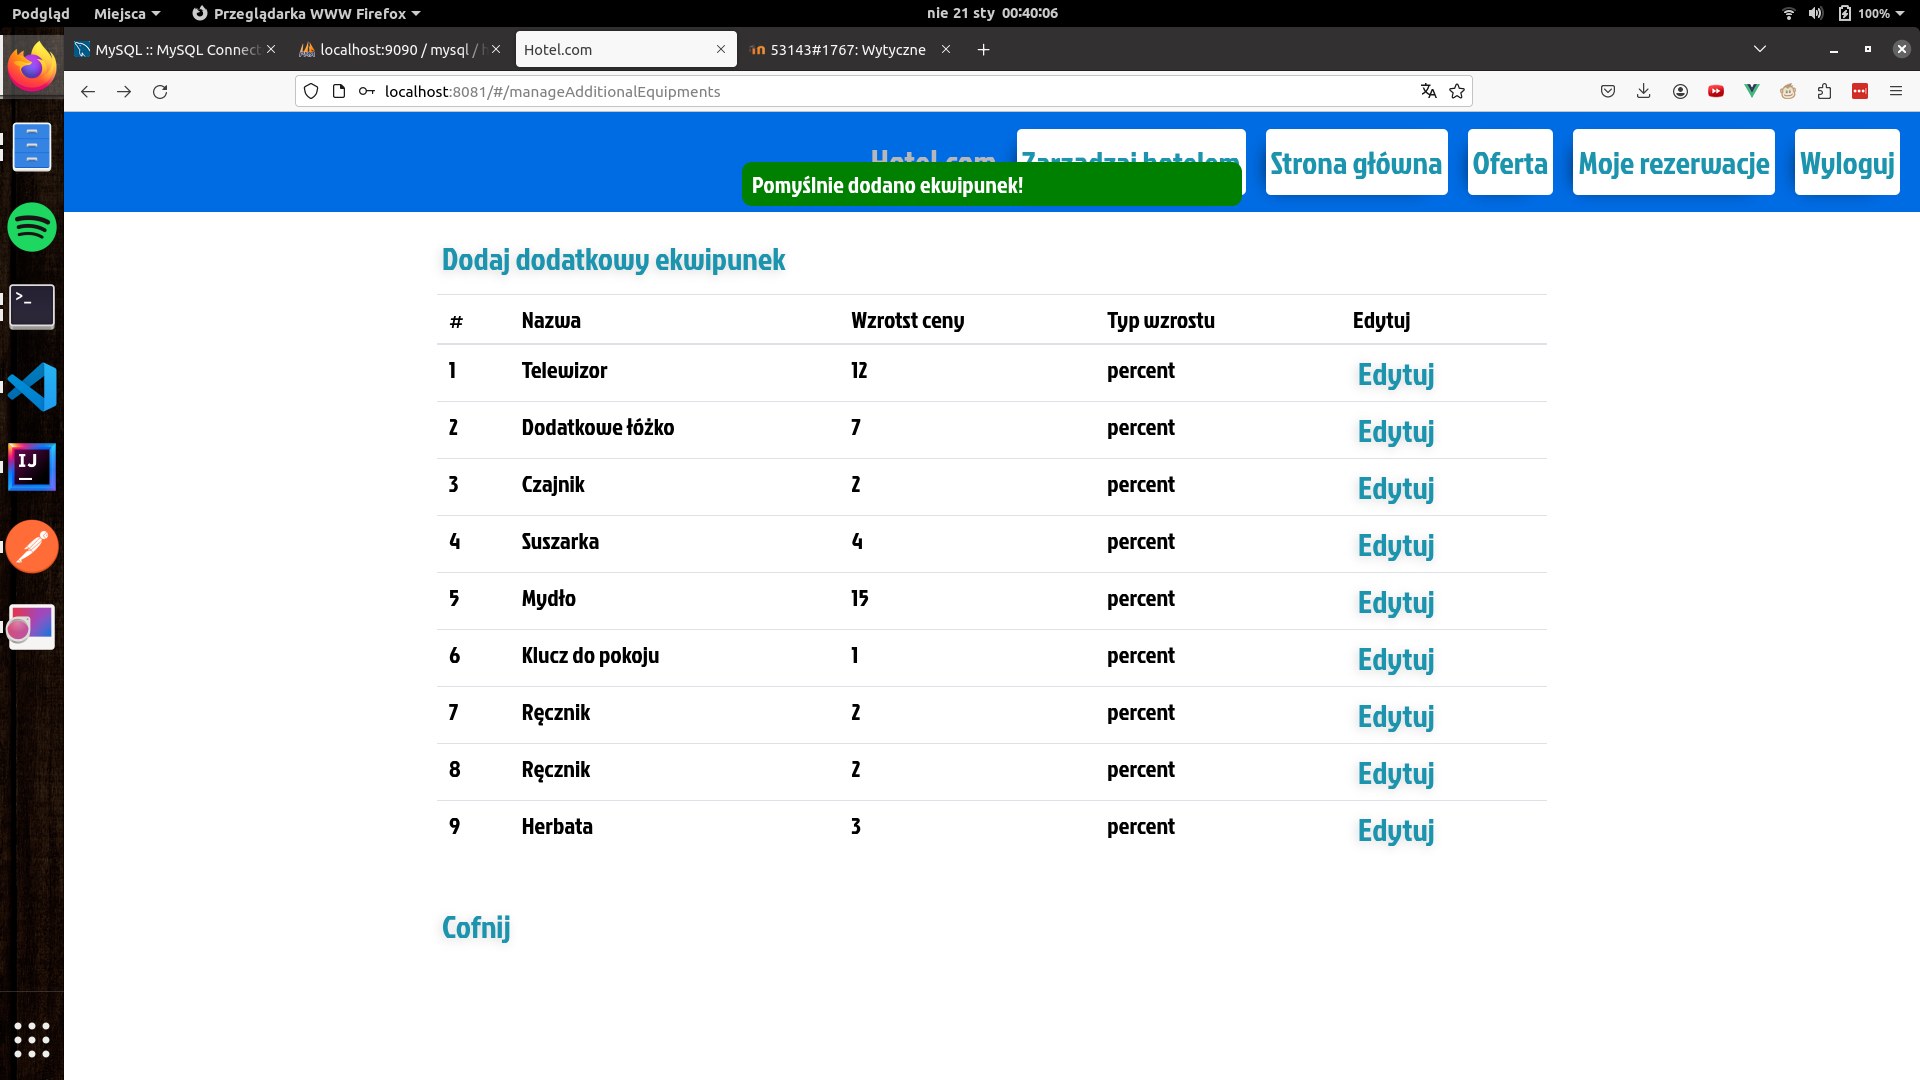 Podgląd Miejsca Przeglądarka WWW Firefox nie 21 sty 00:40:06 100%
MySQL :: MySQL Connect localhost:9090 / mysql / h Hotel.com 53143#1767: Wytyczne
localhost:8081/#/manageAdditionalEquipments
Hotel.com Zarządzaj hotelem Strona główna Oferta Moje rezerwacje Wyloguj
Pomyślnie dodano ekwipunek!
Dodaj dodatkowy ekwipunek
# Nazwa Wzrotst ceny Typ wzrostu Edytuj
1 Telewizor 12 percent Edytuj
2 Dodatkowe łóżko 7 percent Edytuj
3 Czajnik 2 percent Edytuj
4 Suszarka 4 percent Edytuj
5 Mydło 15 percent Edytuj
6 Klucz do pokoju 1 percent Edytuj
7 Ręcznik 2 percent Edytuj
8 Ręcznik 2 percent Edytuj
9 Herbata 3 percent Edytuj
Cofnij